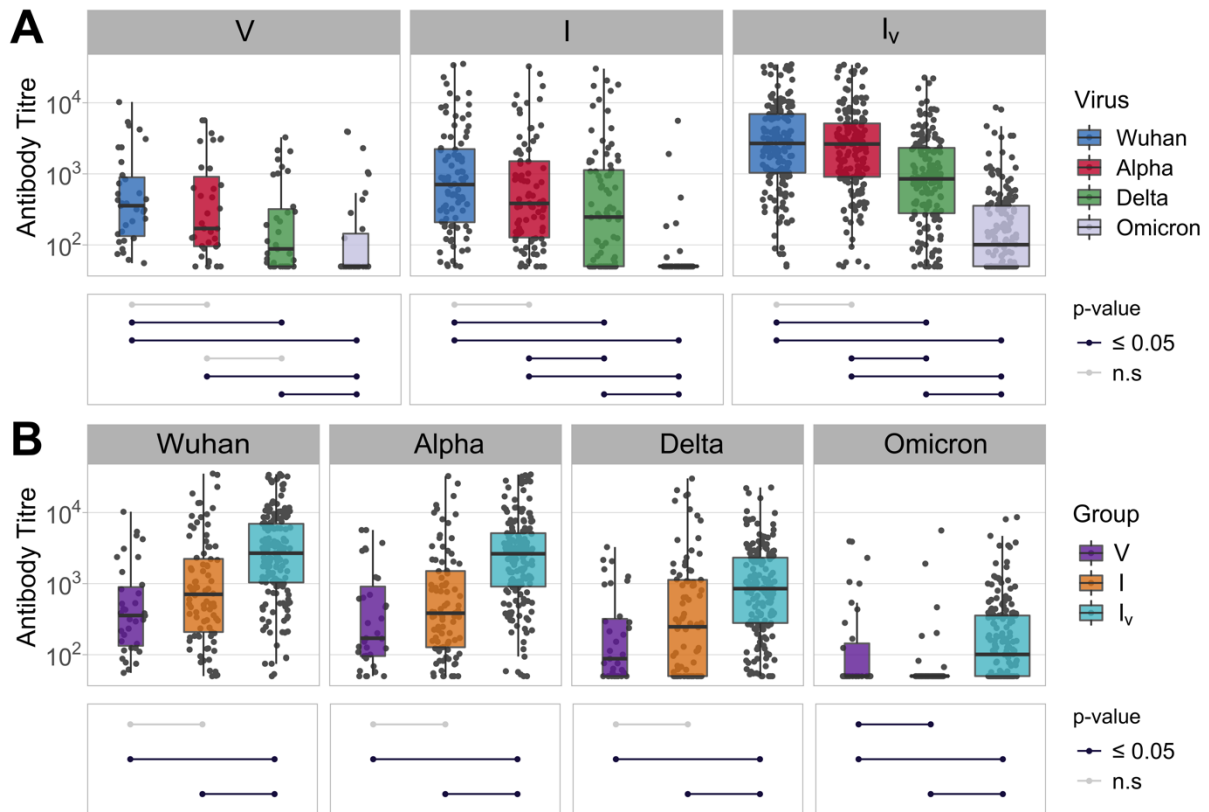 A
V
I
Iᵥ
Antibody Titre
10⁴
10³
10²
Virus
Wuhan
Alpha
Delta
Omicron
p-value
≤ 0.05
n.s
B
Wuhan
Alpha
Delta
Omicron
Antibody Titre
10⁴
10³
10²
Group
V
I
Iᵥ
p-value
≤ 0.05
n.s